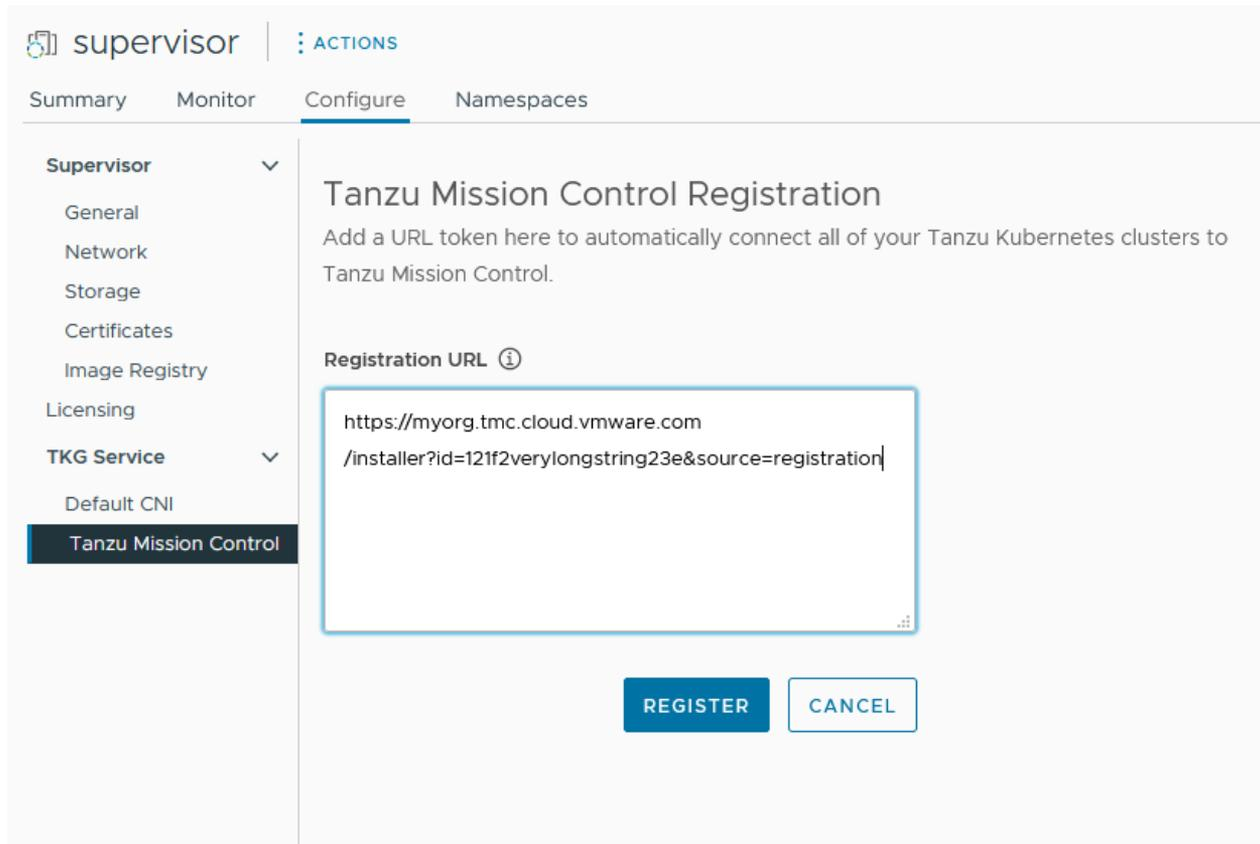 supervisor
ACTIONS
Summary Monitor Configure Namespaces
Supervisor
General
Network
Storage
Certificates
Image Registry
Licensing
TKG Service
Default CNI
Tanzu Mission Control
Tanzu Mission Control Registration
Add a URL token here to automatically connect all of your Tanzu Kubernetes clusters to
Tanzu Mission Control.
Registration URL
https://myorg.tmc.cloud.vmware.com
/installer?id=121f2verylongstring23e&source=registration
REGISTER CANCEL